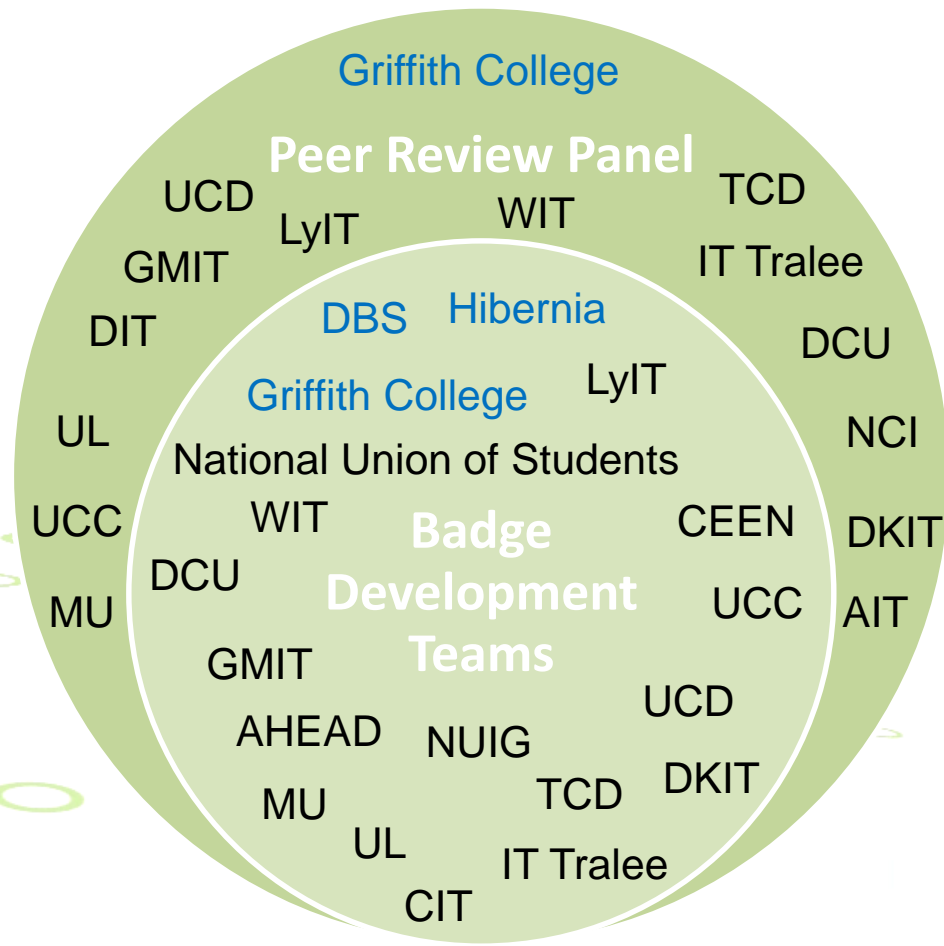 Griffith College
Peer Review Panel
UCD
LyIT
WIT
TCD
GMIT
IT Tralee
DIT
DCU
UL
NCI
UCC
DKIT
MU
AIT
DBS
Hibernia
Griffith College
LyIT
National Union of Students
WIT
CEEN
Badge
Development
Teams
DCU
UCC
GMIT
UCD
AHEAD
NUIG
DKIT
MU
TCD
UL
IT Tralee
CIT